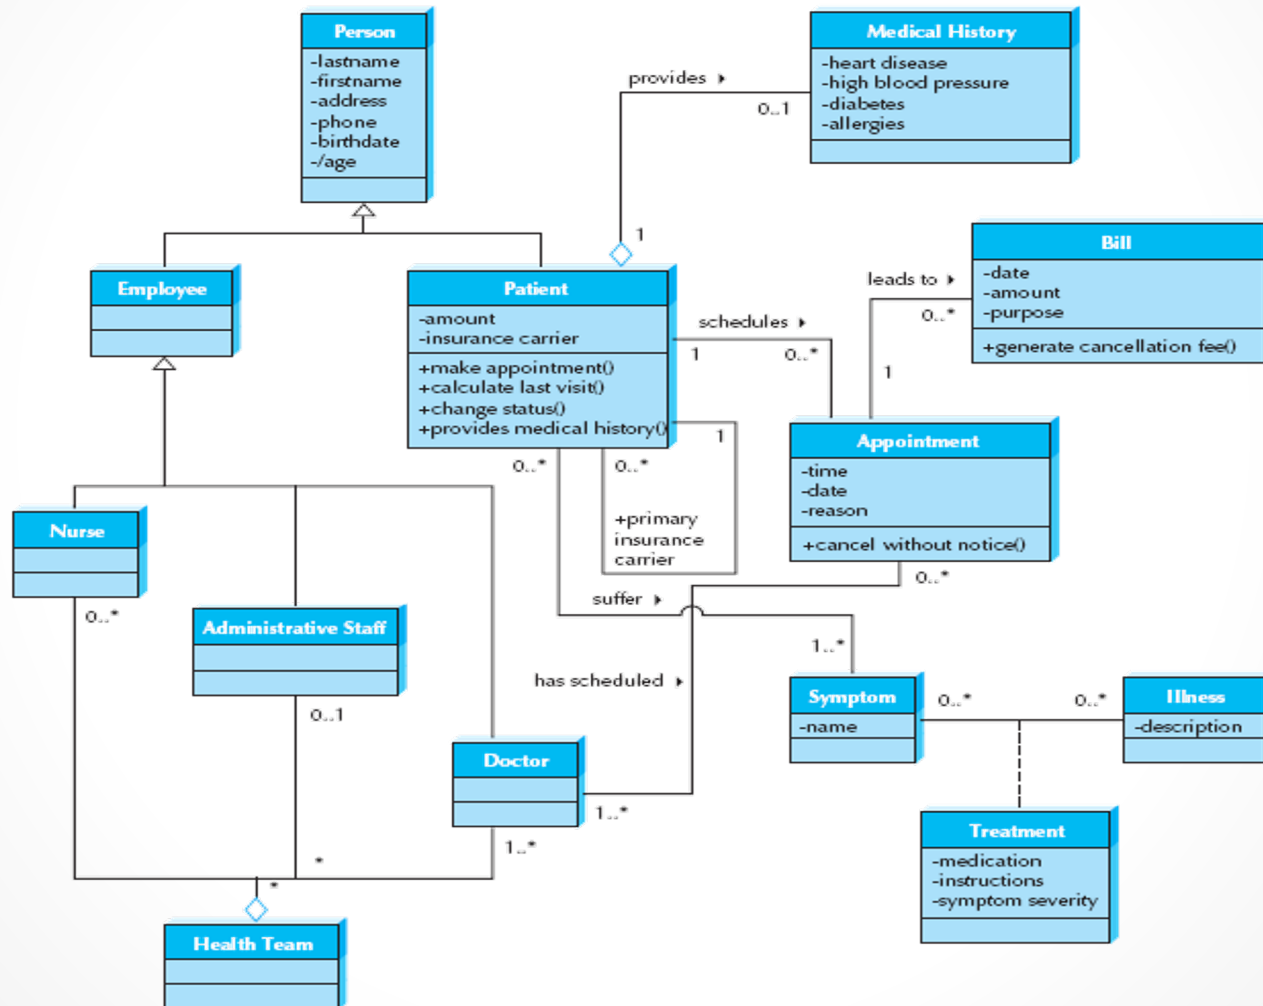 Person
-lastname
-firstname
-address
-phone
-birthdate
-/age
Medical History
-heart disease
-high blood pressure
-diabetes
-allergies
provides
0..1
1
Employee
Patient
-amount
-insurance carrier
+make appointment()
+calculate last visit()
+change status()
+provides medical history()
schedules
1
0..*
Bill
-date
-amount
-purpose
+generate cancellation fee()
leads to
0..*
1
Appointment
-time
-date
-reason
+cancel without notice()
0..*
0..*
0..*
1
+primary
insurance
carrier
Nurse
0..*
Administrative Staff
0..1
suffer
1..*
has scheduled
Doctor
1..*
1..*
Symptom
-name
0..*
0..*
Illness
-description
Treatment
-medication
-instructions
-symptom severity
*
*
Health Team